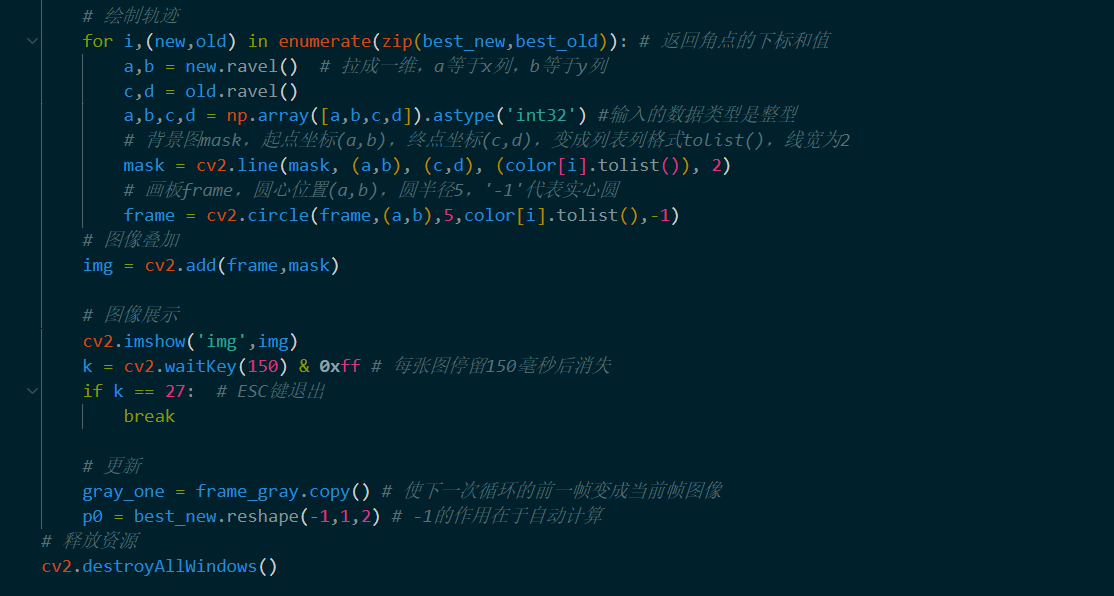 # 绘制轨迹
for i,(new,old) in enumerate(zip(best_new,best_old)): # 返回角点的下标和值
a,b = new.ravel()  # 拉成一维，a等于x列，b等于y列
c,d = old.ravel()
a,b,c,d = np.array([a,b,c,d]).astype('int32') #输入的数据类型是整型
# 背景图mask，起点坐标(a,b)，终点坐标(c,d)，变成列表列格式tolist()，线宽为2
mask = cv2.line(mask, (a,b), (c,d), (color[i].tolist()), 2)
# 画板frame，圆心位置(a,b)，圆半径5，'-1'代表实心圆
frame = cv2.circle(frame,(a,b),5,color[i].tolist(),-1)
# 图像叠加
img = cv2.add(frame,mask)
# 图像展示
cv2.imshow('img',img)
k = cv2.waitKey(150) & 0xff # 每张图停留150毫秒后消失
if k == 27:  # ESC键退出
break
# 更新
gray_one = frame_gray.copy() # 使下一次循环的前一帧变成当前帧图像
p0 = best_new.reshape(-1,1,2) # -1的作用在于自动计算
# 释放资源
cv2.destroyAllWindows()